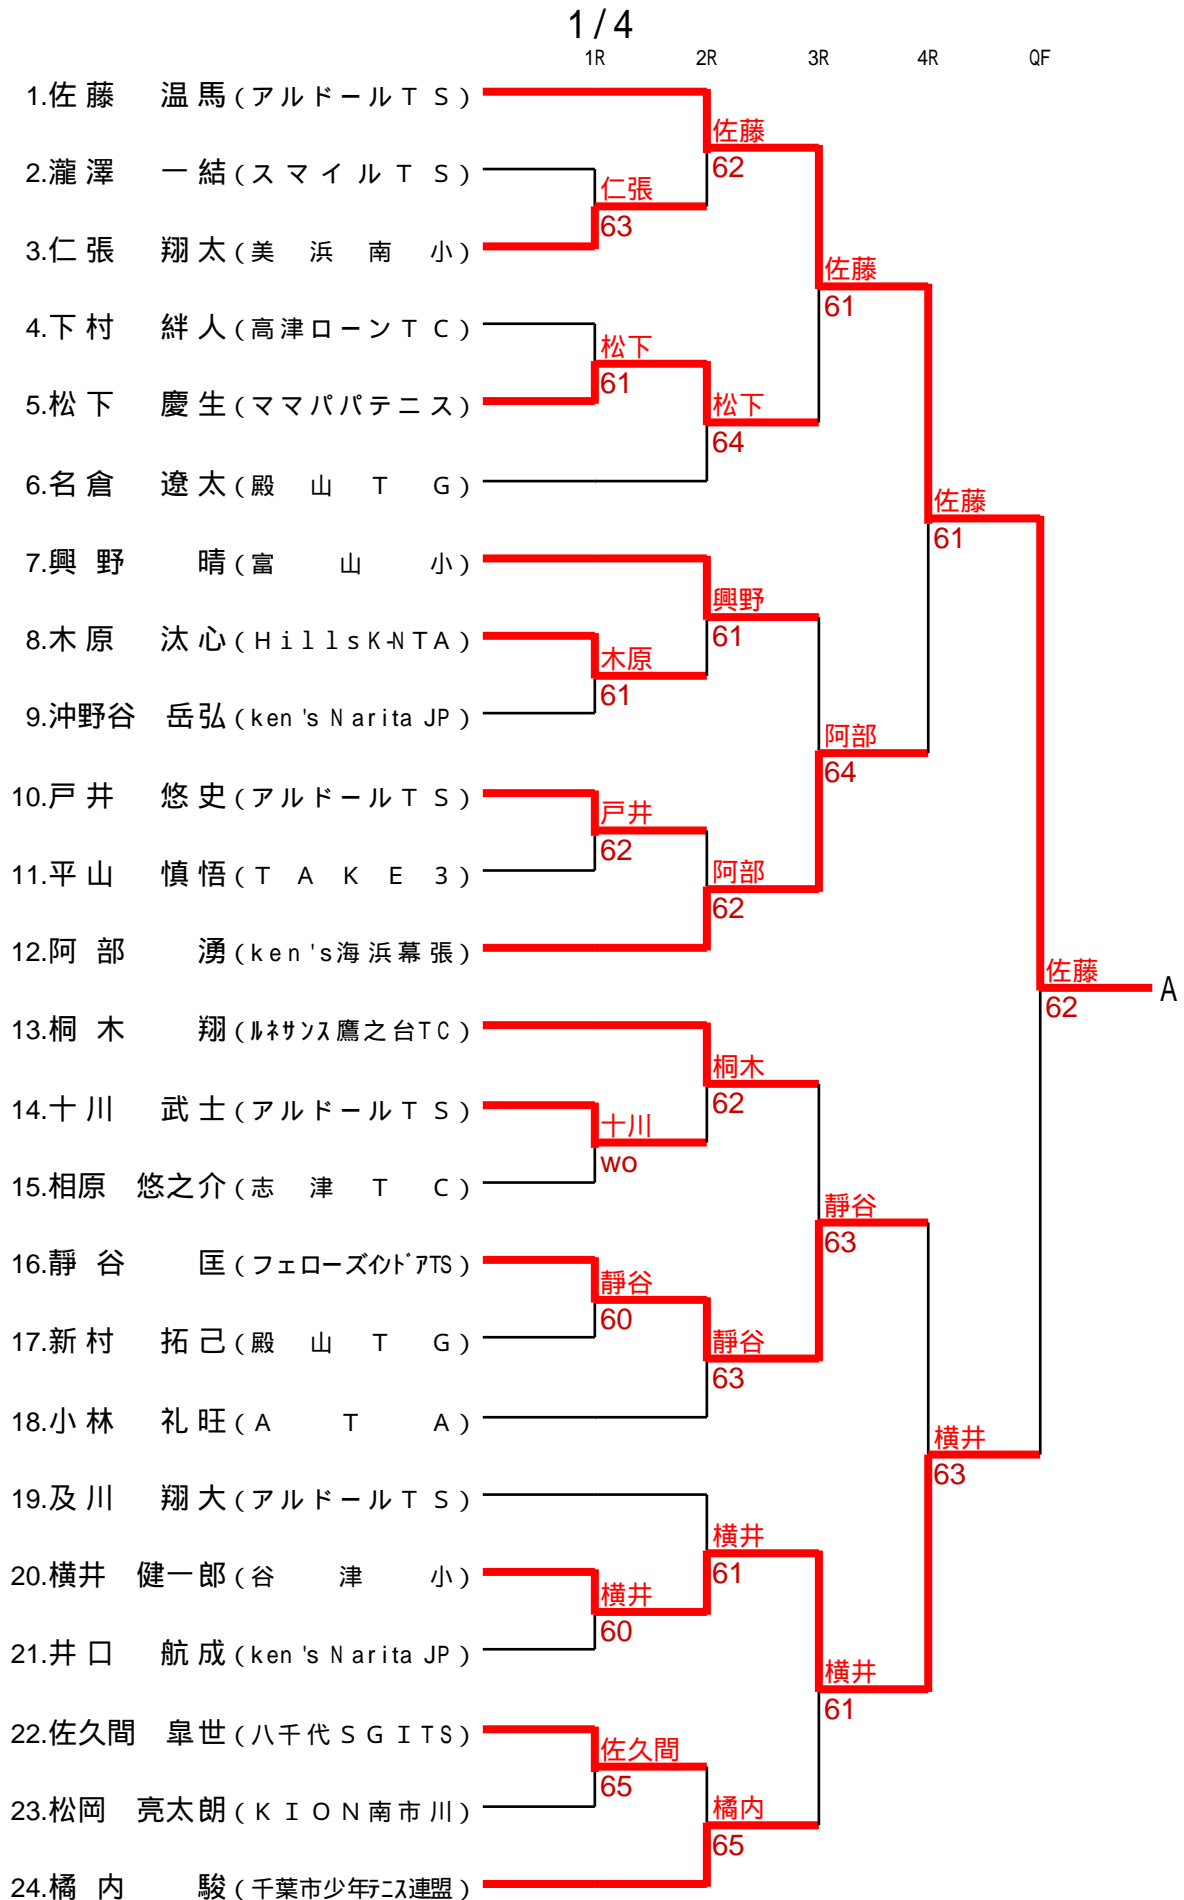 1/4
1R 2R 3R 4R QF
1.佐藤 温馬(アルドールTS)
佐藤
62
2.瀧澤 一結(スマイルTS)
仁張
63
3.仁張 翔太(美浜南小)
佐藤
61
4.下村 絆人(高津ローンTC)
松下
61
5.松下 慶生(ママパパテニス)
松下
64
6.名倉 遼太(殿山TG)
佐藤
61
7.興野 晴(富山小)
興野
61
8.木原 汰心(HillsK-NTA)
木原
61
9.沖野谷 岳弘(ken's Narita JP)
阿部
64
10.戸井 悠史(アルドールTS)
戸井
62
11.平山 慎悟(TAKE3)
阿部
62
12.阿部 湧(ken's海浜幕張)
佐藤
62
A
13.桐木 翔(ルネサンス鷹之台TC)
桐木
62
14.十川 武士(アルドールTS)
十川
wo
15.相原 悠之介(志津TC)
靜谷
63
16.靜谷 匡(フェローズインドアTS)
靜谷
60
17.新村 拓己(殿山TG)
靜谷
63
18.小林 礼旺(ATA)
横井
63
19.及川 翔大(アルドールTS)
横井
61
20.横井 健一郎(谷津小)
横井
60
21.井口 航成(ken's Narita JP)
横井
61
22.佐久間 皐世(八千代SGITS)
佐久間
65
23.松岡 亮太朗(KION南市川)
橘内
65
24.橘内 駿(千葉市少年テニス連盟)